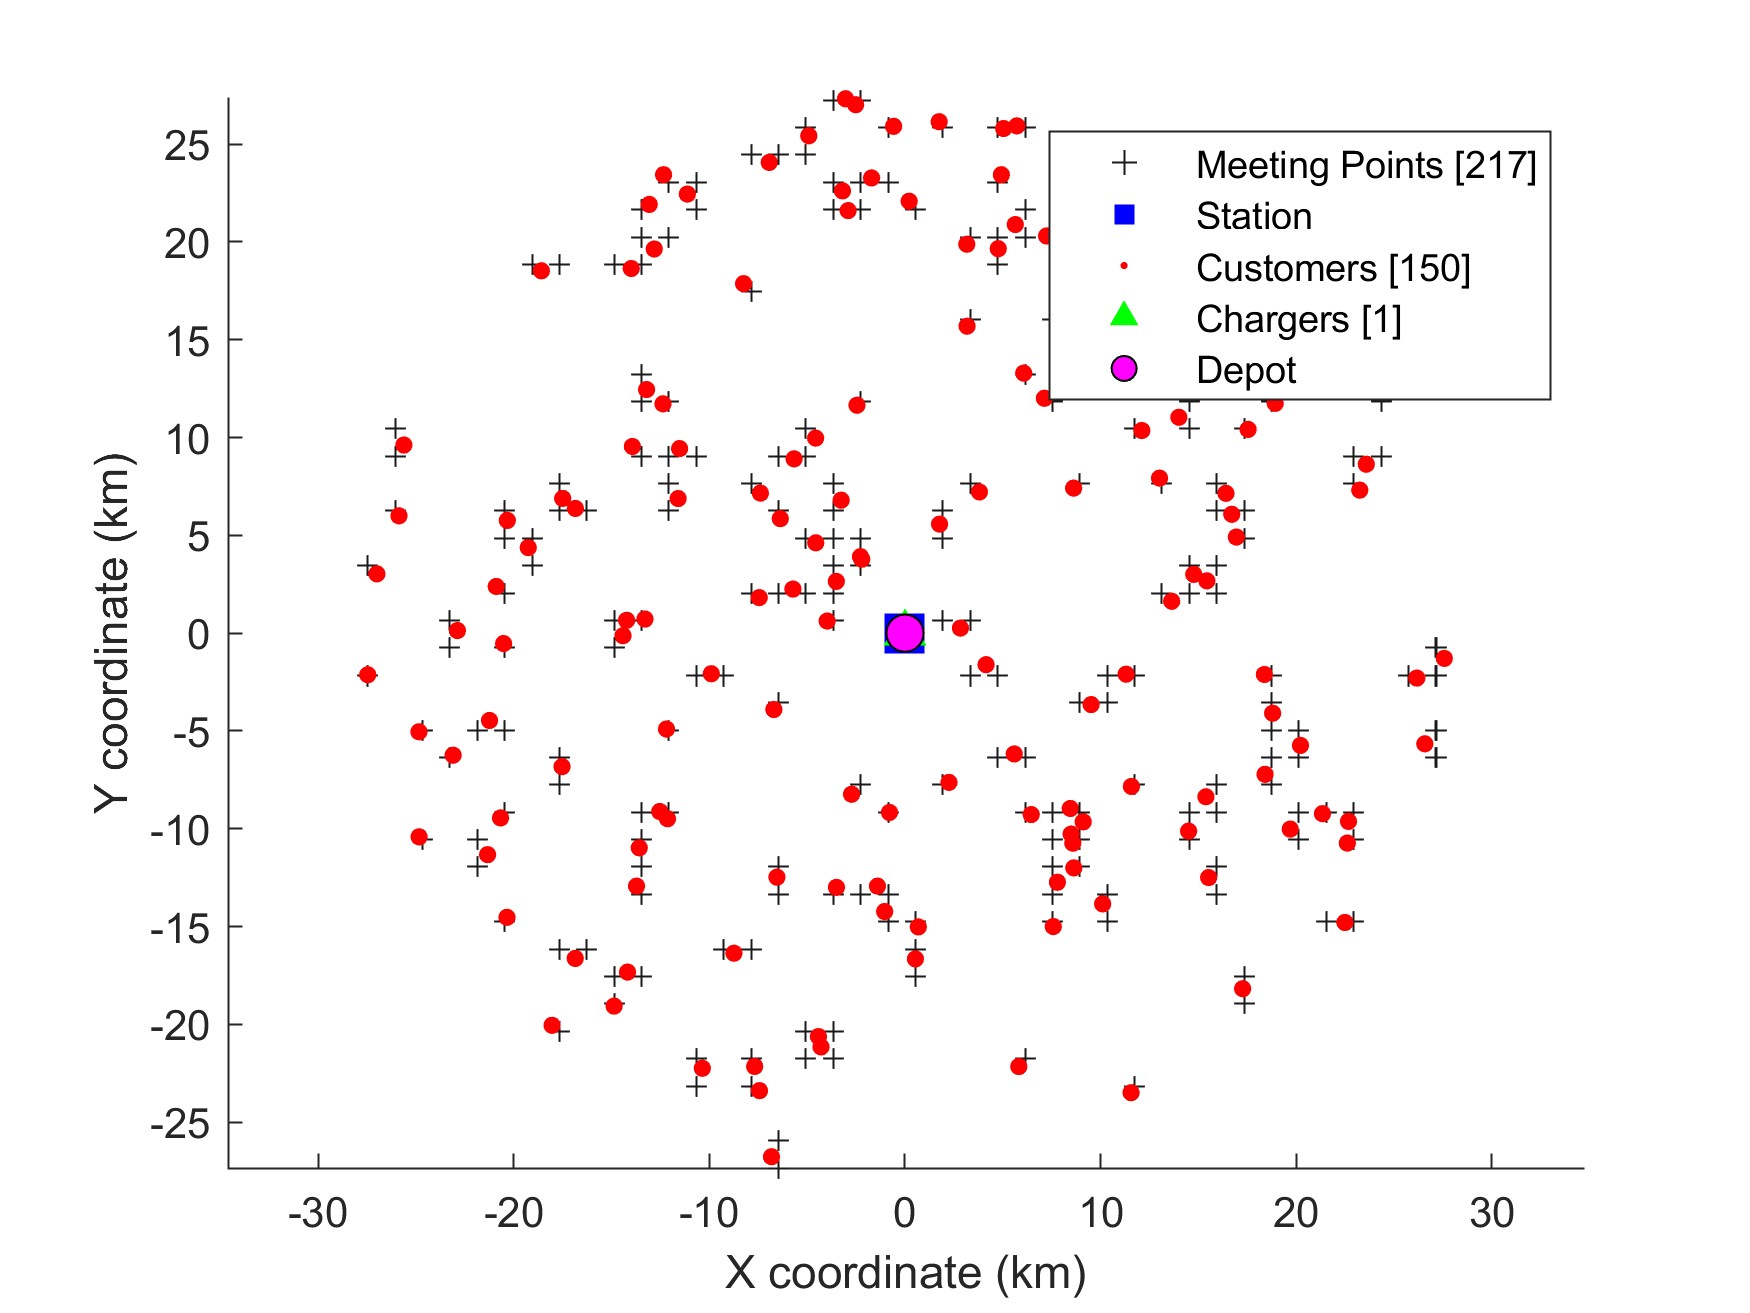 25
20
15
10
5
0
-5
-10
-15
-20
-25
Y coordinate (km)
Meeting Points [217]
Station
Customers [150]
Chargers [1]
Depot
-30 -20 -10 0 10 20 30
X coordinate (km)